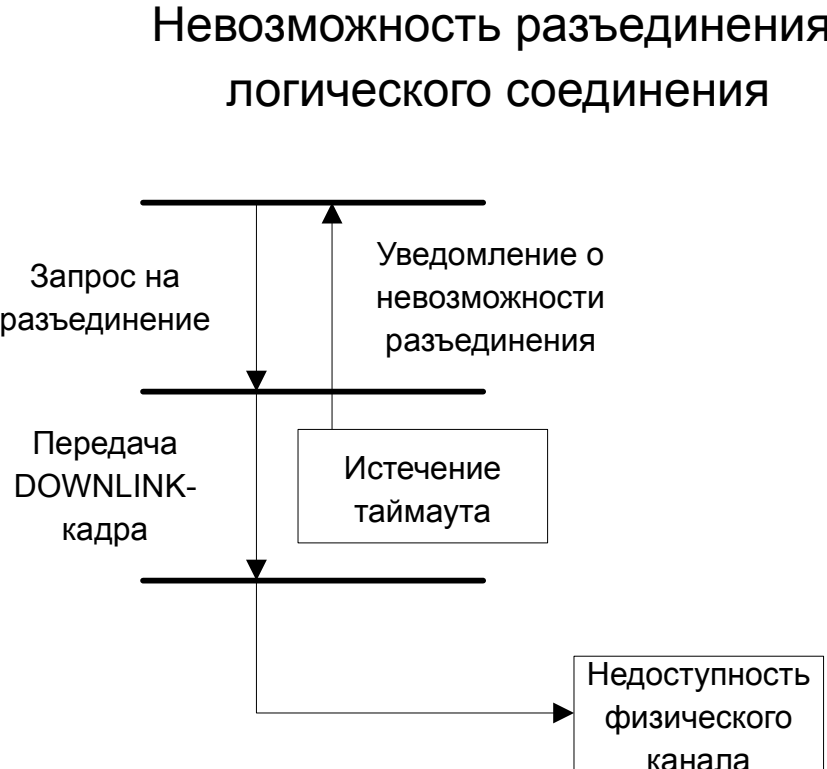 Невозможность разъединения
логического соединения
Запрос на
разъединение
Уведомление о
невозможности
разъединения
Передача
DOWNLINK-
кадра
Истечение
таймаута
Недоступность
физического
канала